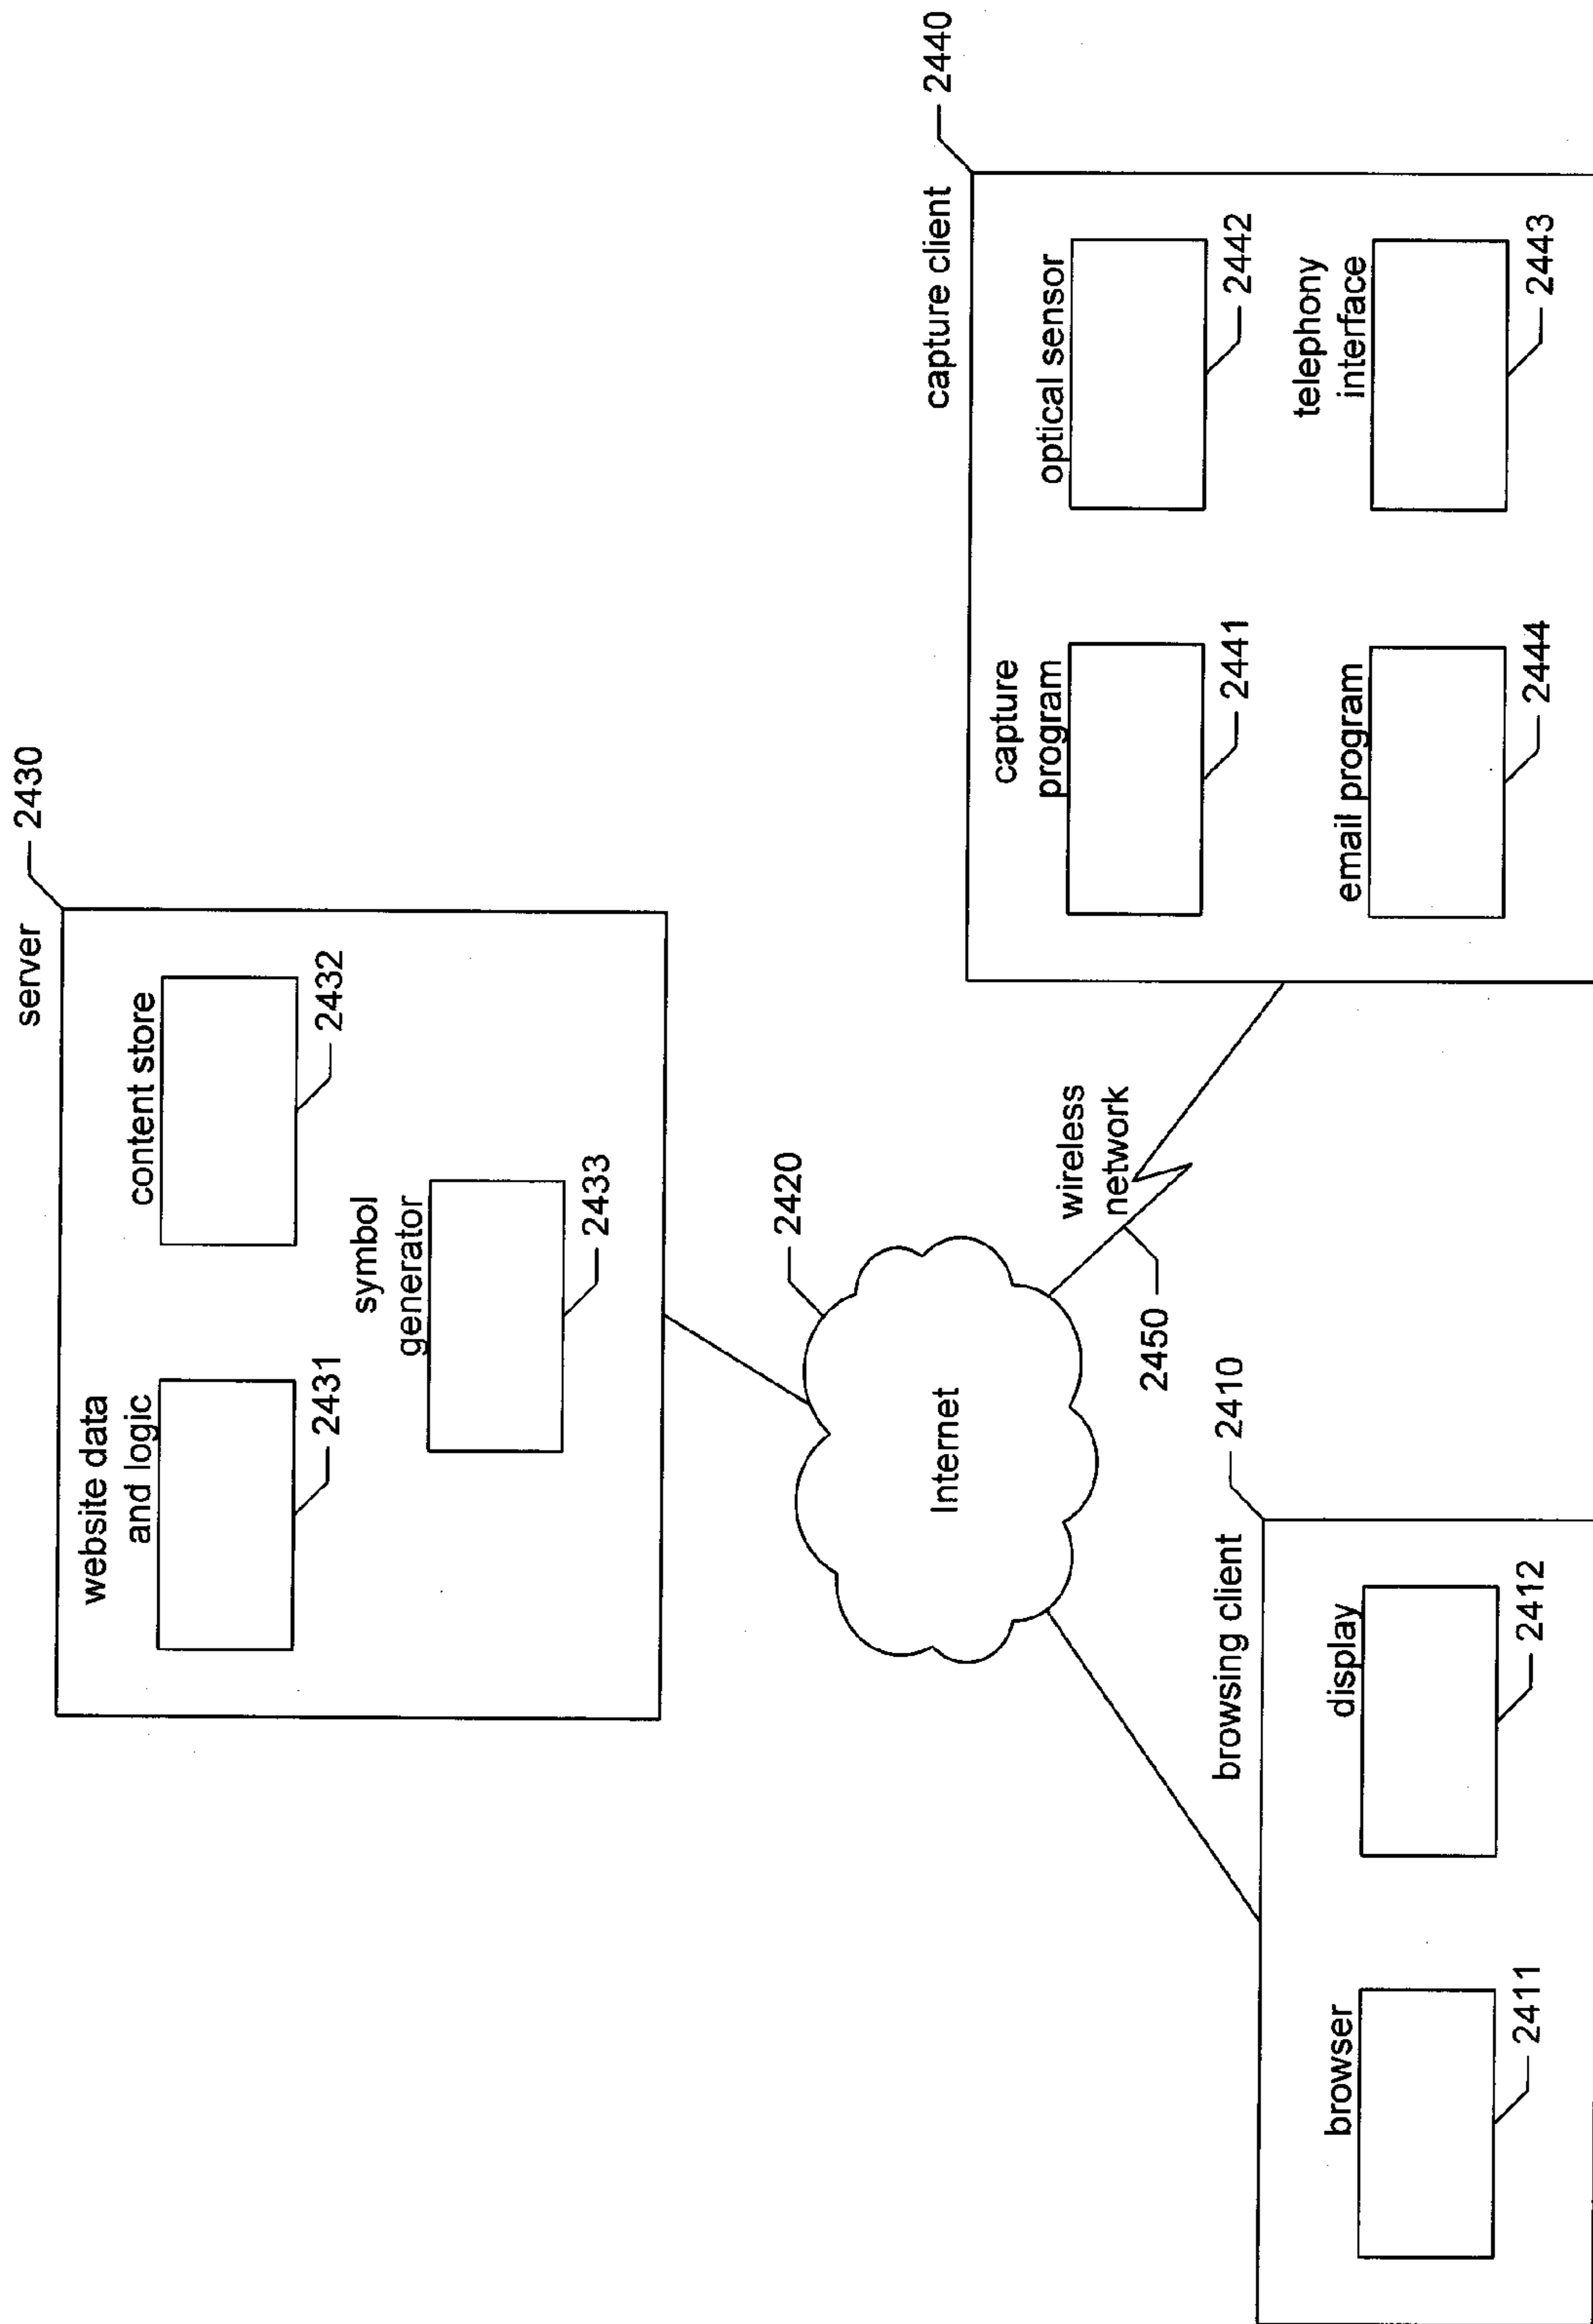 server
2430
website data
and logic
2431
content store
2432
symbol
generator
2433
Internet
2420
wireless
network
2450
browsing client
2410
browser
2411
display
2412
capture client
2440
capture
program
2441
optical sensor
2442
email program
2444
telephony
interface
2443